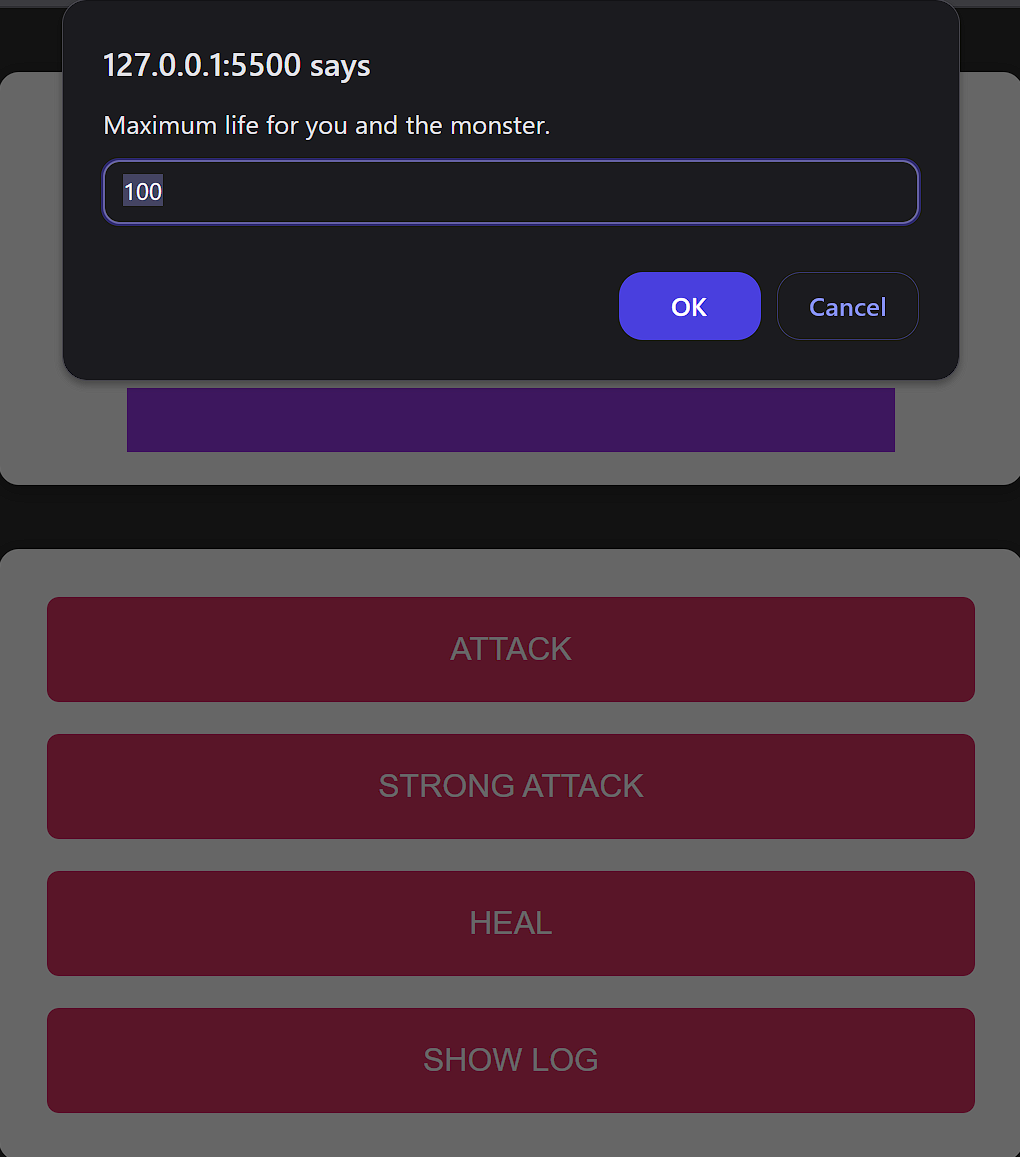 127.0.0.1:5500 says
Maximum life for you and the monster.
100
OK Cancel
ATTACK
STRONG ATTACK
HEAL
SHOW LOG